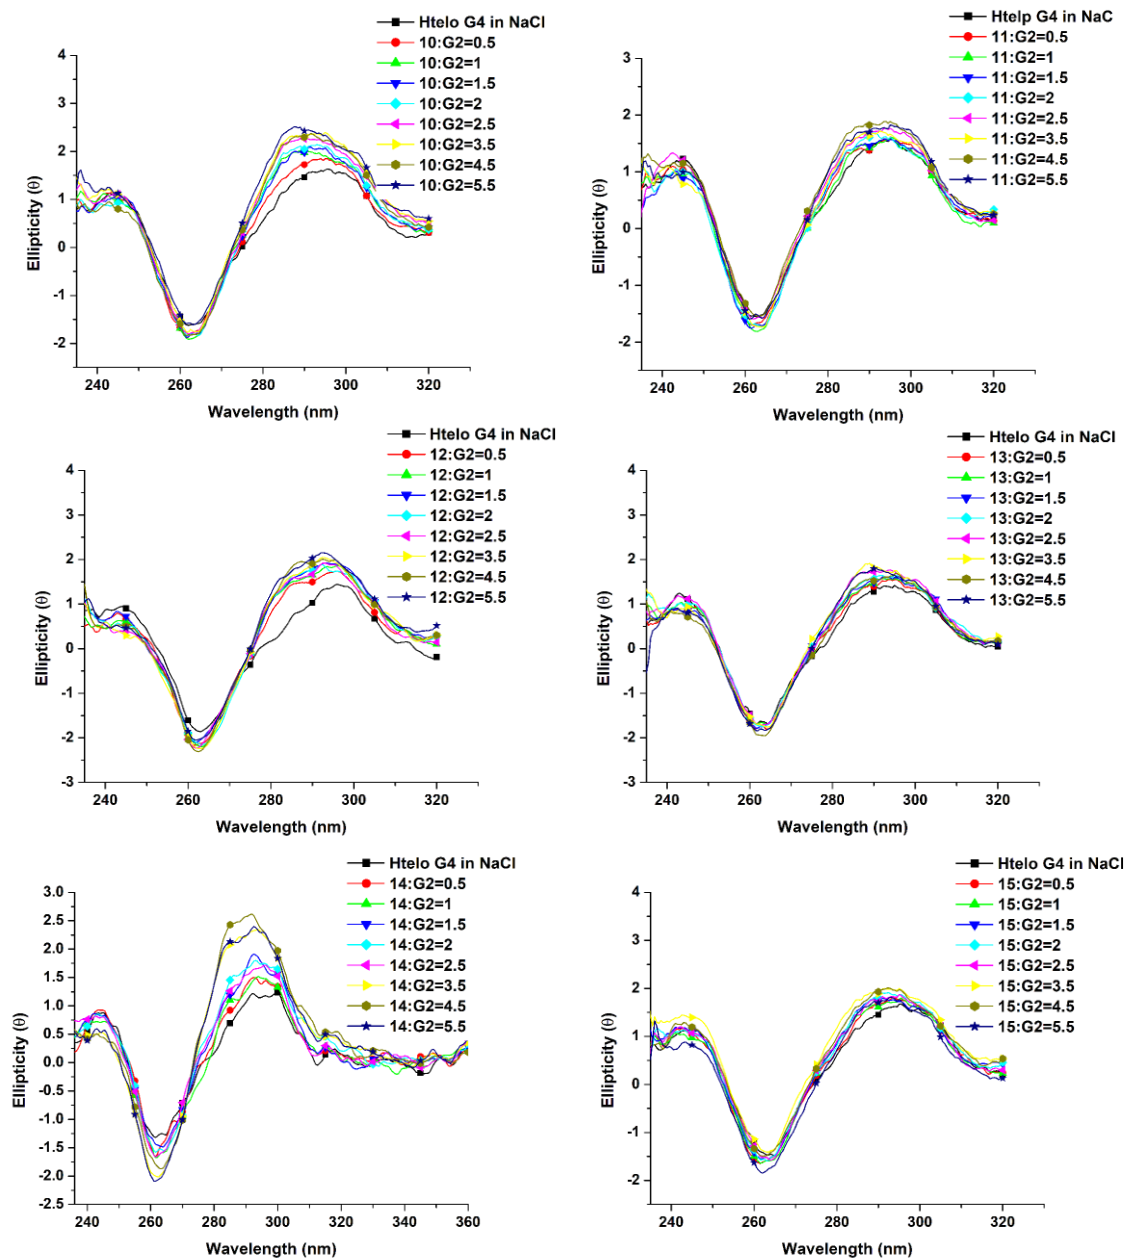 Htelo G4 in NaCl
10:G2=0.5
10:G2=1
10:G2=1.5
10:G2=2
10:G2=2.5
10:G2=3.5
10:G2=4.5
10:G2=5.5
4
3
2
1
0
-1
-2
Ellipticity (θ)
240 260 280 300 320
Wavelength (nm)
Htelp G4 in NaC
11:G2=0.5
11:G2=1
11:G2=1.5
11:G2=2
11:G2=2.5
11:G2=3.5
11:G2=4.5
11:G2=5.5
3
2
1
0
-1
-2
Ellipticity (θ)
240 260 280 300 320
Wavelength (nm)
Htelo G4 in NaCl
12:G2=0.5
12:G2=1
12:G2=1.5
12:G2=2
12:G2=2.5
12:G2=3.5
12:G2=4.5
12:G2=5.5
4
3
2
1
0
-1
-2
-3
Ellipticity (θ)
240 260 280 300 320
Wavelength (nm)
Htelo G4 in NaCl
13:G2=0.5
13:G2=1
13:G2=1.5
13:G2=2
13:G2=2.5
13:G2=3.5
13:G2=4.5
13:G2=5.5
4
3
2
1
0
-1
-2
-3
Ellipticity (θ)
240 260 280 300 320
Wavelength (nm)
Htelo G4 in NaCl
14:G2=0.5
14:G2=1
14:G2=1.5
14:G2=2
14:G2=2.5
14:G2=3.5
14:G2=4.5
14:G2=5.5
3.0
2.5
2.0
1.5
1.0
0.5
0.0
-0.5
-1.0
-1.5
-2.0
-2.5
Ellipticity (θ)
240 260 280 300 320 340 360
Wavelength (nm)
Htelo G4 in NaCl
15:G2=0.5
15:G2=1
15:G2=1.5
15:G2=2
15:G2=2.5
15:G2=3.5
15:G2=4.5
15:G2=5.5
4
3
2
1
0
-1
-2
Ellipticity (θ)
240 260 280 300 320
Wavelength (nm)